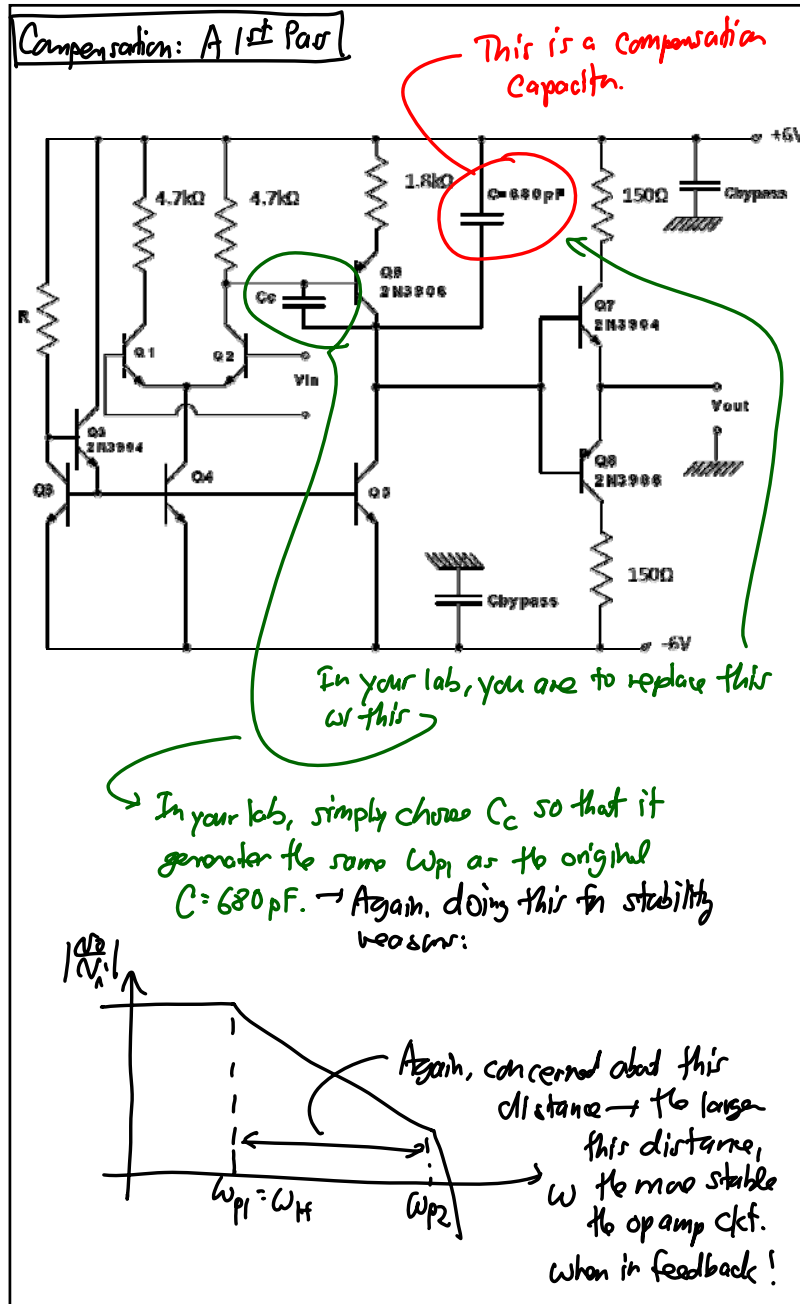 Compensation: A 1st Pass
This is a compensation
Capacitor.
+6V
4.7kΩ
4.7kΩ
1.8kΩ
C=680pF
150Ω
Cbypass
R
Cc
Q6
2N3906
Q7
2N3904
Q1
Q2
Vin
Vout
Q3
2N3904
Q3
Q4
Q5
Q8
2N3906
150Ω
Cbypass
-6V
In your lab, you are to replace this
w/ this
In your lab, simply choose Cc so that it
generates the same ωp1 as the original
C=680pF. → Again, doing this for stability
reasons:
|vo/vi|
Again, concerned about this
distance → the larger
this distance,
the more stable
the op amp ckt.
when in feedback!
ωp1 = ωH
ωp2
ω